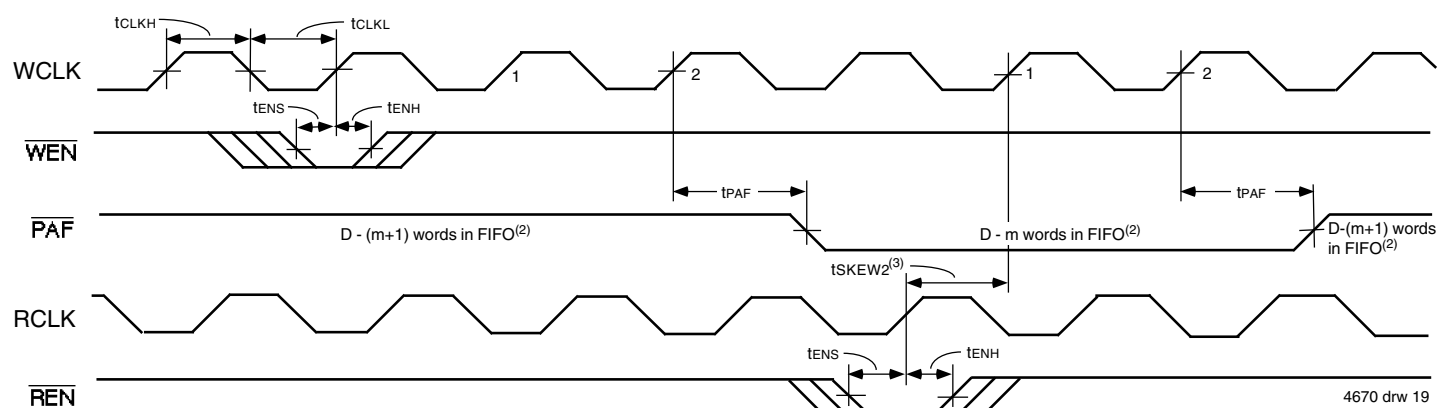 tCLKH tCLKL
WCLK 1 2 1 2
tENS tENH
WEN
tPAF tPAF
PAF
D - (m+1) words in FIFO(2) D - m words in FIFO(2) D-(m+1) words
in FIFO(2)
tSKEW2(3)
RCLK
tENS tENH
REN
4670 drw 19